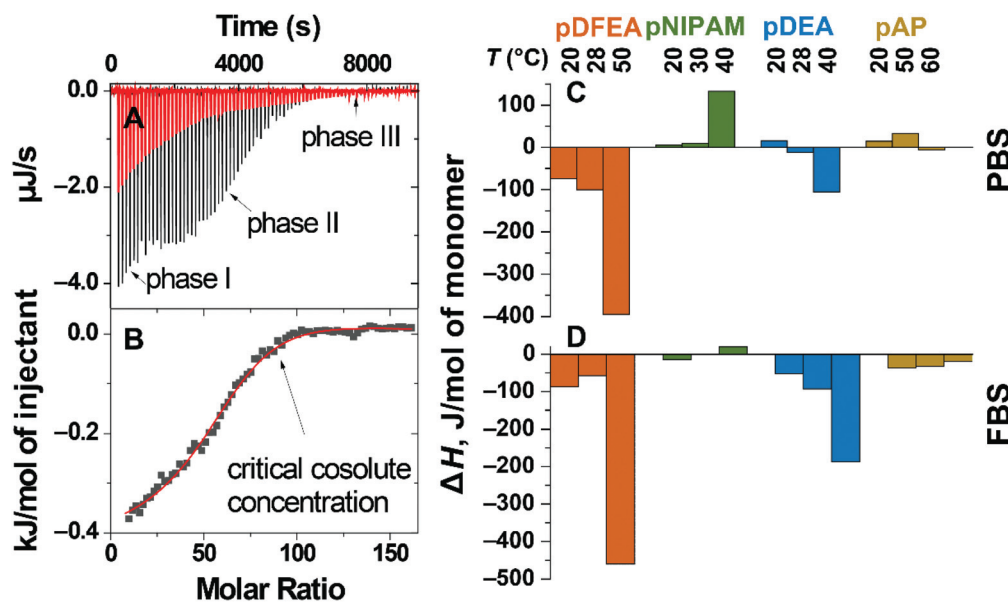 Time (s)
0 4000 8000
0.0
−2.0
−4.0
µJ/s
A
phase III
phase II
phase I
0.0
−0.2
−0.4
kJ/mol of injectant
B
critical cosolute
concentration
0 50 100 150
Molar Ratio
pDFEA pNIPAM pDEA pAP
T (°C) 20 28 50 20 30 40 20 28 40 20 50 60
C
100
0
−100
−200
−300
−400
PBS
D
0
−100
−200
−300
−400
−500
FBS
ΔH, J/mol of monomer